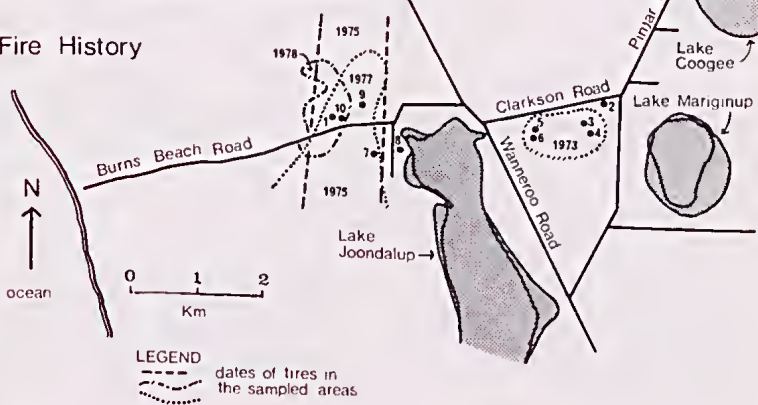 Fire History
1975
1978
1977
9
1 10
7
8
1975
Burns Beach Road
N
ocean
0 1 2
Km
Lake
Joondalup
Wanneroo Road
Clarkson Road
Pinjar
2
5
3
6
4
1973
Lake
Coogee
Lake Mariginup
LEGEND
dates of fires in
the sampled areas